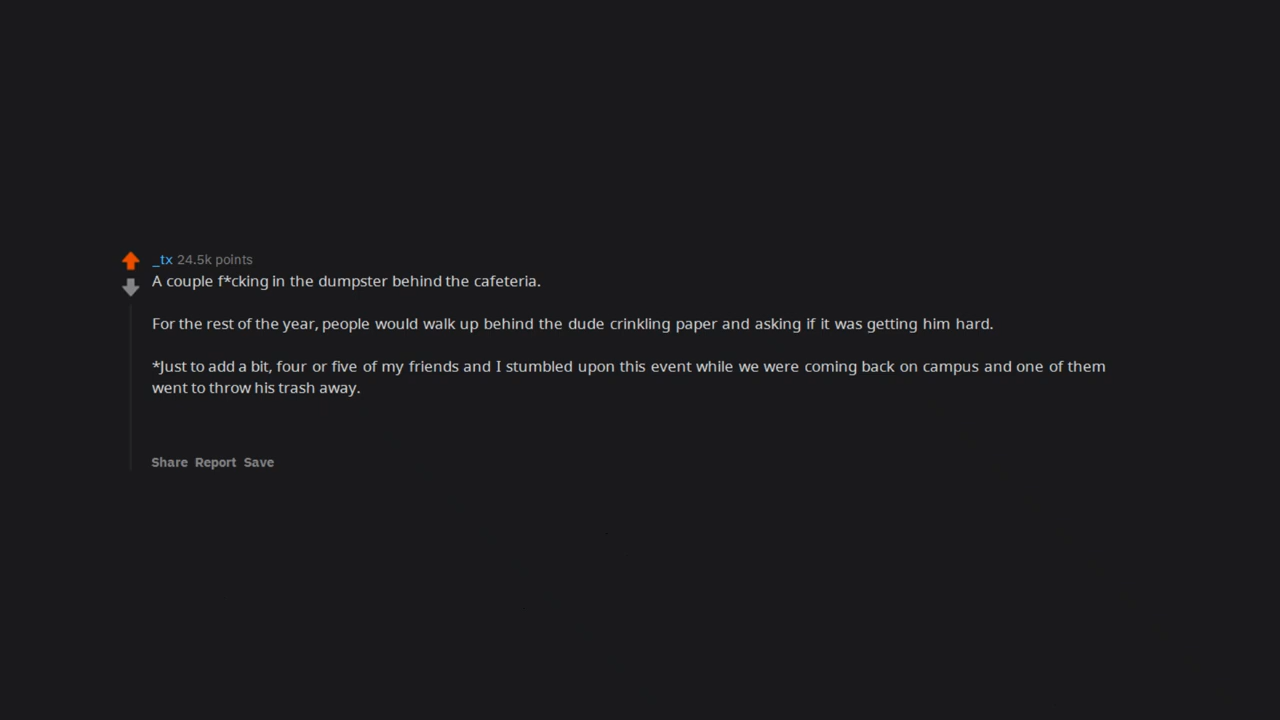 _tx 24.5k points
A couple f*cking in the dumpster behind the cafeteria.
For the rest of the year, people would walk up behind the dude crinkling paper and asking if it was getting him hard.
*Just to add a bit, four or five of my friends and I stumbled upon this event while we were coming back on campus and one of them
went to throw his trash away.
Share Report Save